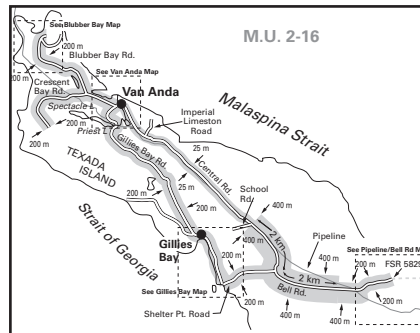 See Blubber Bay Map
M.U. 2-16
200 m
Blubber Bay Rd.
200 m
See Van Anda Map
Crescent
Bay Rd.
Van Anda
Spectacle L
Malaspina Strait
Imperial
Limeston
Road
Priest L
200 m
Gillies Bay Rd.
25 m
Central Rd.
TEXADA
ISLAND
School
Rd.
25 m
200 m
400 m
200 m
400 m
Strait of Georgia
2 km
Pipeline
Gillies
Bay
400 m
See Pipeline/Bell Rd M
2 km
200 m
FSR 5829
Bell Rd.
See Gillies Bay Map
200 m
400 m
200 m
400 m
Shelter Pt. Road